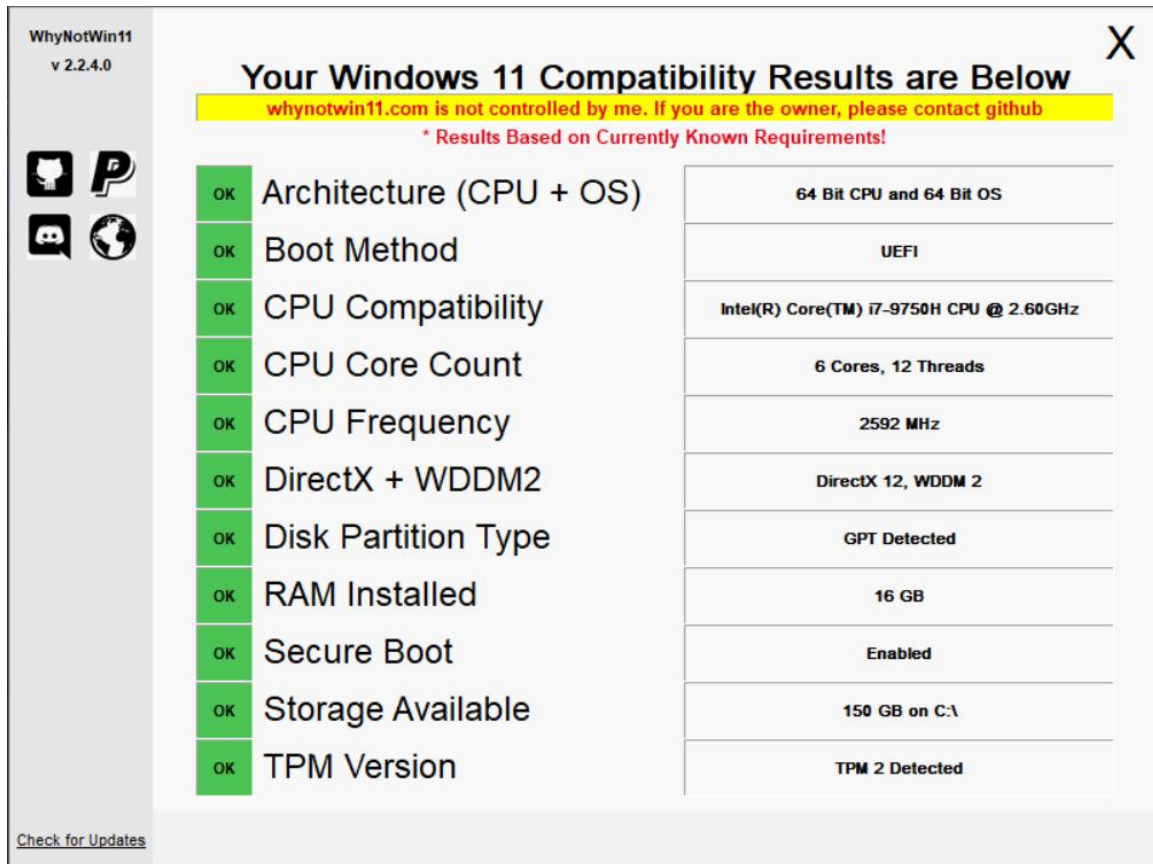 WhyNotWin11
v 2.2.4.0
X
Your Windows 11 Compatibility Results are Below
whynotwin11.com is not controlled by me. If you are the owner, please contact github
* Results Based on Currently Known Requirements!
OK Architecture (CPU + OS) 64 Bit CPU and 64 Bit OS
OK Boot Method UEFI
OK CPU Compatibility Intel(R) Core(TM) i7-9750H CPU @ 2.60GHz
OK CPU Core Count 6 Cores, 12 Threads
OK CPU Frequency 2592 MHz
OK DirectX + WDDM2 DirectX 12, WDDM 2
OK Disk Partition Type GPT Detected
OK RAM Installed 16 GB
OK Secure Boot Enabled
OK Storage Available 150 GB on C:\
OK TPM Version TPM 2 Detected
Check for Updates